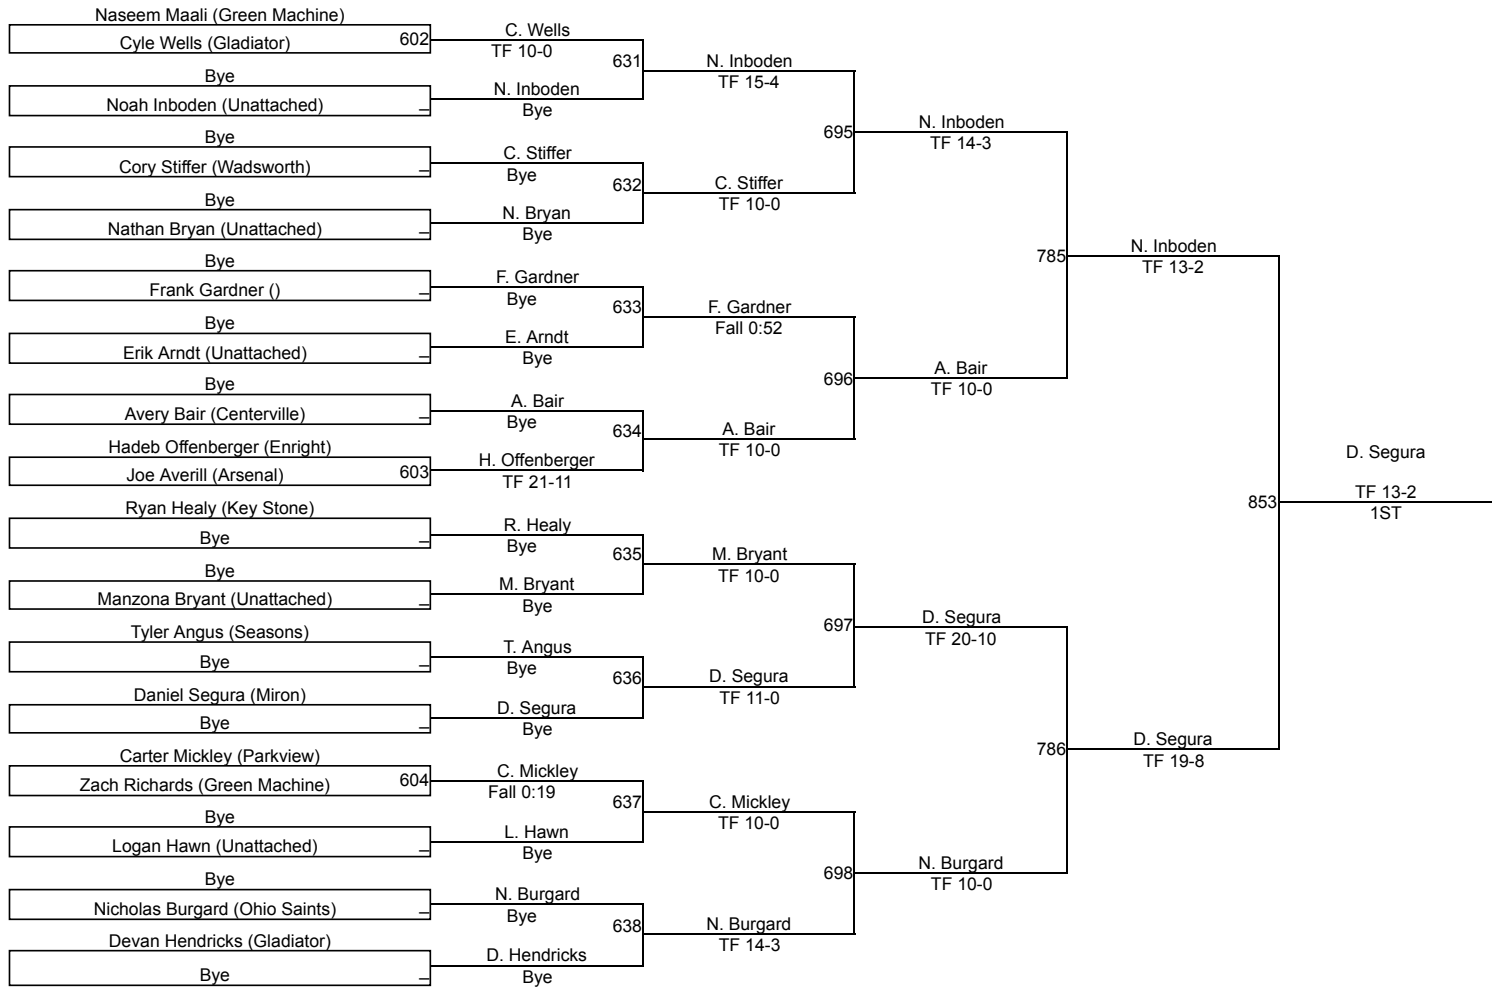 Naseem Maali (Green Machine)
Cyle Wells (Gladiator) 602
Bye
Noah Inboden (Unattached) _
Bye
Cory Stiffer (Wadsworth) _
Bye
Nathan Bryan (Unattached) _
Bye
Frank Gardner () _
Bye
Erik Arndt (Unattached) _
Bye
Avery Bair (Centerville) _
Hadeb Offenberger (Enright)
Joe Averill (Arsenal) 603
Ryan Healy (Key Stone)
Bye _
Bye
Manzona Bryant (Unattached) _
Tyler Angus (Seasons)
Bye _
Daniel Segura (Miron)
Bye _
Carter Mickley (Parkview)
Zach Richards (Green Machine) 604
Bye
Logan Hawn (Unattached) _
Bye
Nicholas Burgard (Ohio Saints) _
Devan Hendricks (Gladiator)
Bye _
C. Wells
TF 10-0
631
N. Inboden
Bye
C. Stiffer
Bye
632
N. Bryan
Bye
F. Gardner
Bye
633
E. Arndt
Bye
A. Bair
Bye
634
H. Offenberger
TF 21-11
R. Healy
Bye
635
M. Bryant
Bye
T. Angus
Bye
636
D. Segura
Bye
C. Mickley
Fall 0:19
637
L. Hawn
Bye
N. Burgard
Bye
638
D. Hendricks
Bye
N. Inboden
TF 15-4
695
C. Stiffer
TF 10-0
F. Gardner
Fall 0:52
696
A. Bair
TF 10-0
M. Bryant
TF 10-0
697
D. Segura
TF 11-0
C. Mickley
TF 10-0
698
N. Burgard
TF 14-3
N. Inboden
TF 14-3
785
A. Bair
TF 10-0
D. Segura
TF 20-10
786
N. Burgard
TF 10-0
N. Inboden
TF 13-2
853
D. Segura
TF 19-8
D. Segura
TF 13-2
1ST